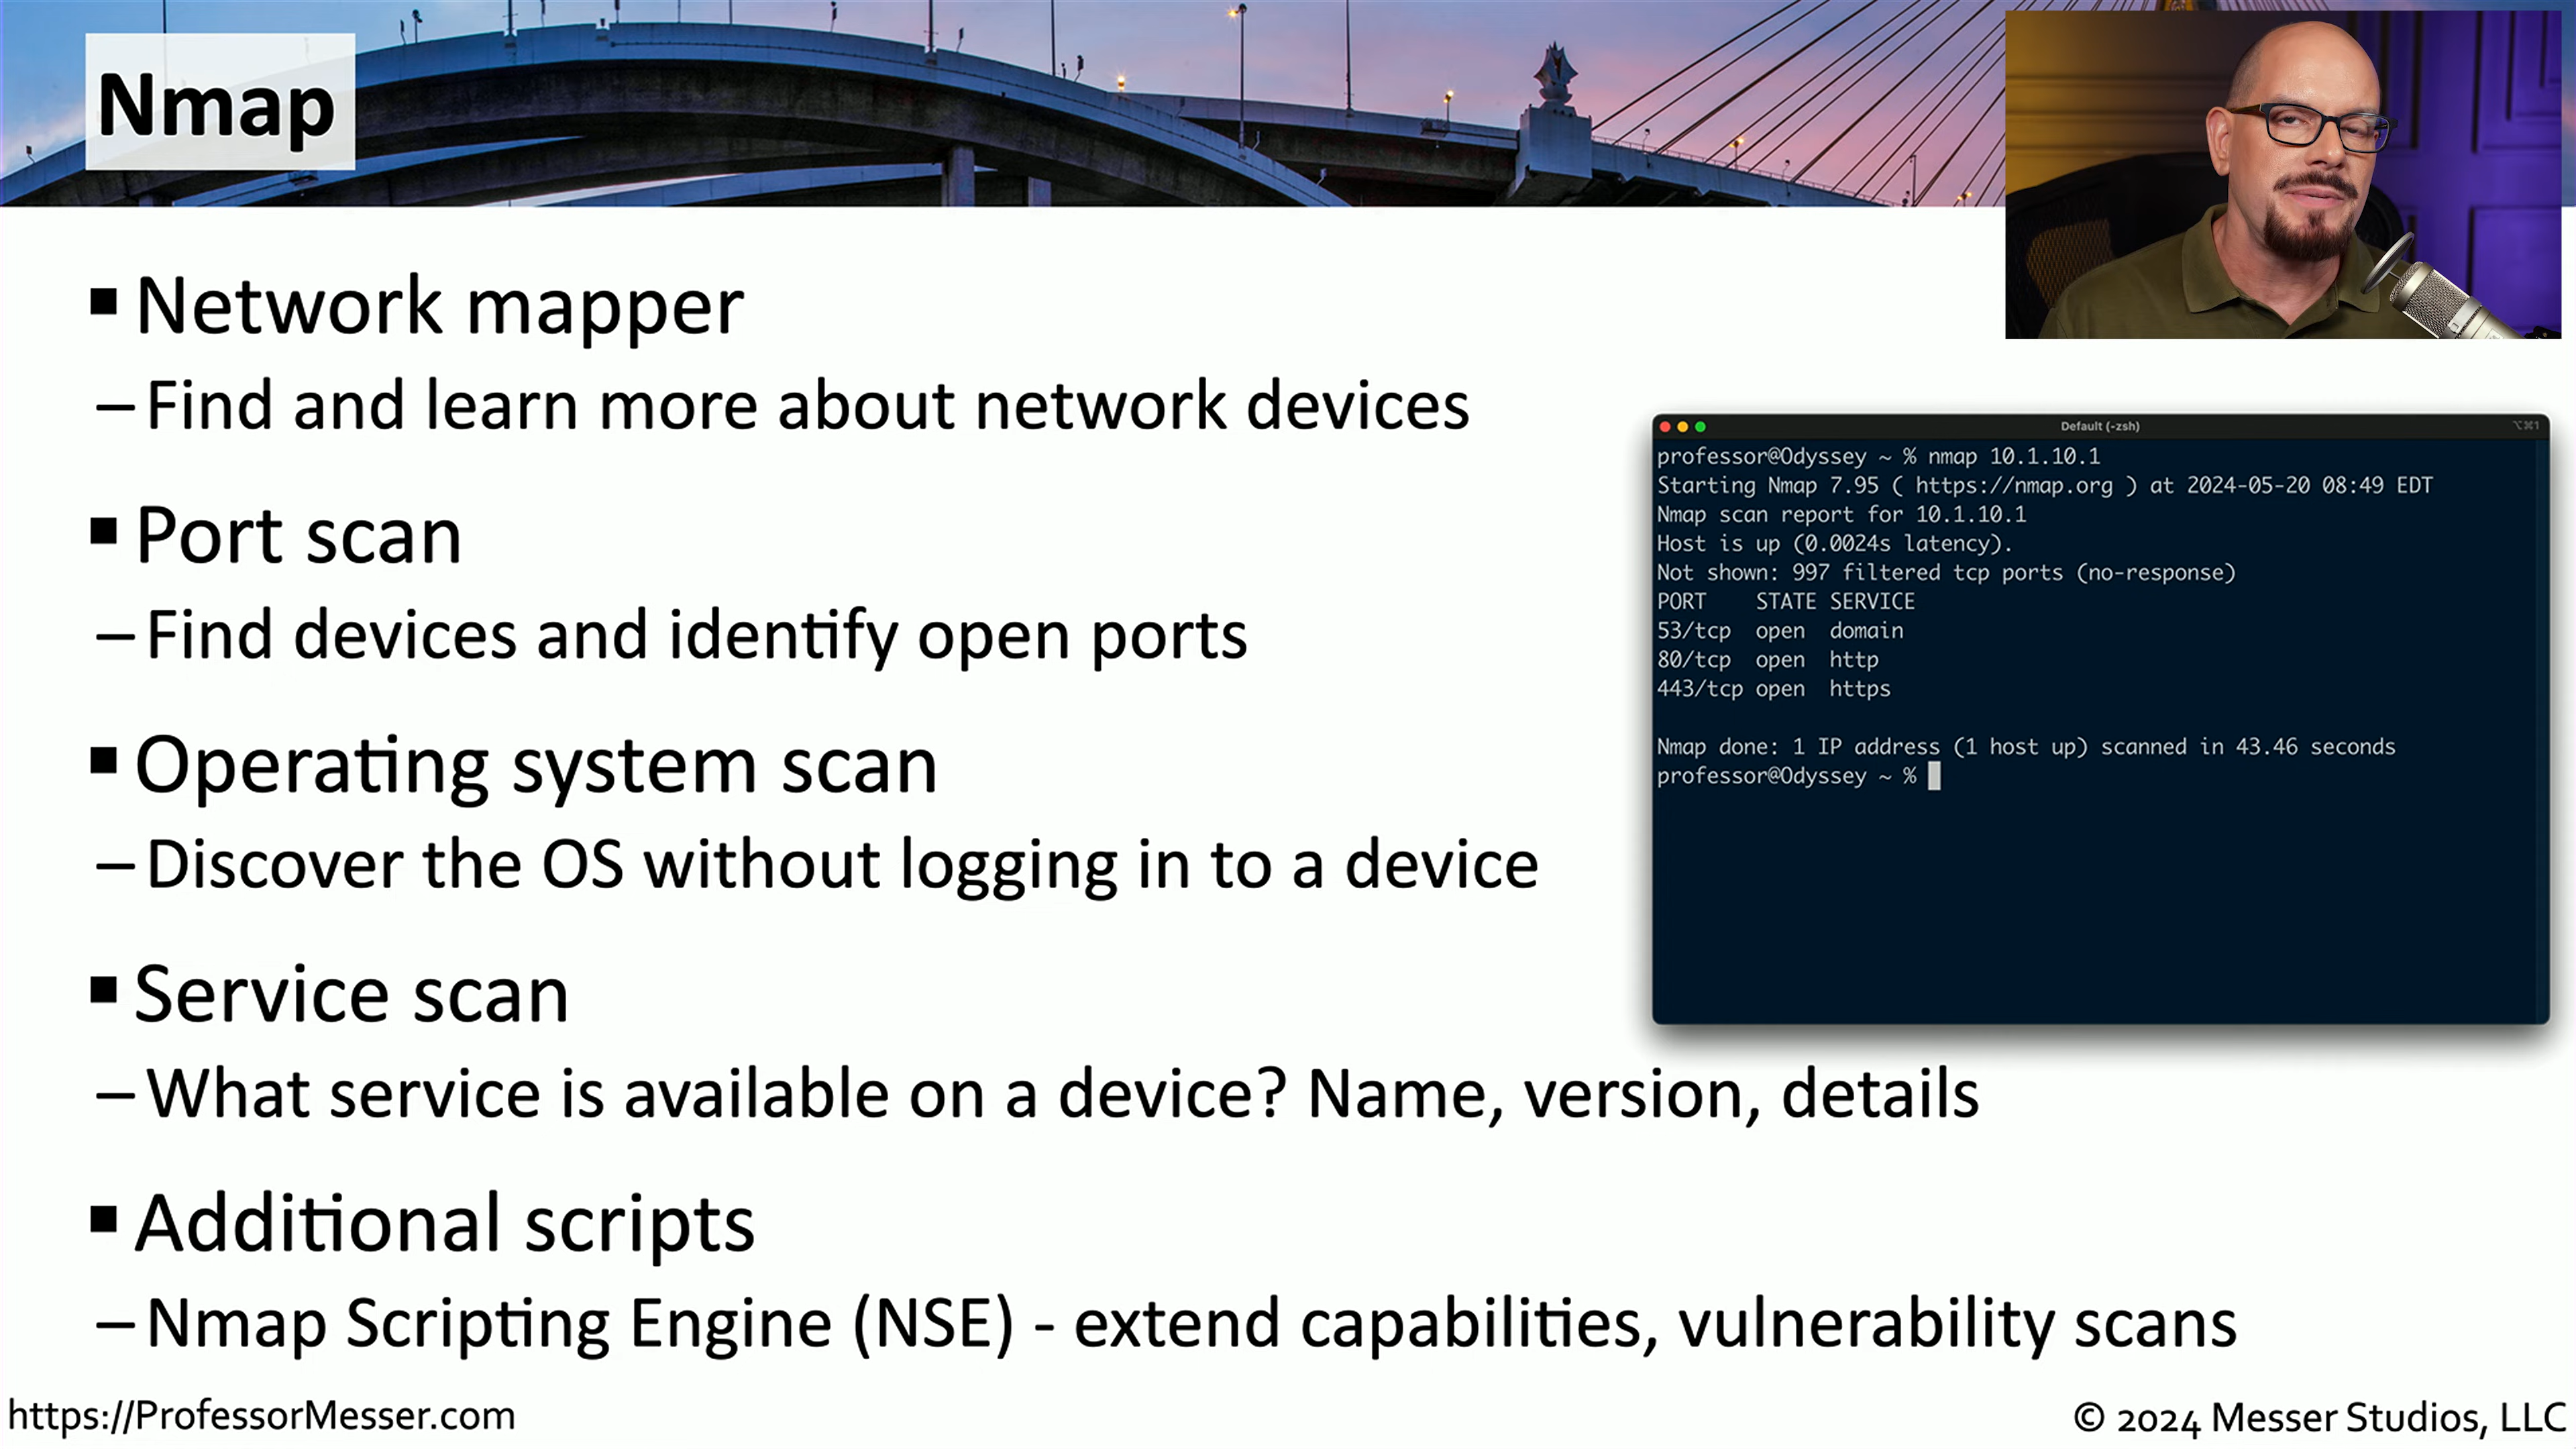 Nmap
▪ Network mapper
– Find and learn more about network devices
▪ Port scan
– Find devices and identify open ports
▪ Operating system scan
– Discover the OS without logging in to a device
▪ Service scan
– What service is available on a device? Name, version, details
▪ Additional scripts
– Nmap Scripting Engine (NSE) - extend capabilities, vulnerability scans
Default (-zsh) ⌥⌘1
professor@Odyssey ~ % nmap 10.1.10.1
Starting Nmap 7.95 ( https://nmap.org ) at 2024-05-20 08:49 EDT
Nmap scan report for 10.1.10.1
Host is up (0.0024s latency).
Not shown: 997 filtered tcp ports (no-response)
PORT    STATE SERVICE
53/tcp  open  domain
80/tcp  open  http
443/tcp open  https
Nmap done: 1 IP address (1 host up) scanned in 43.46 seconds
professor@Odyssey ~ %
https://ProfessorMesser.com
© 2024 Messer Studios, LLC